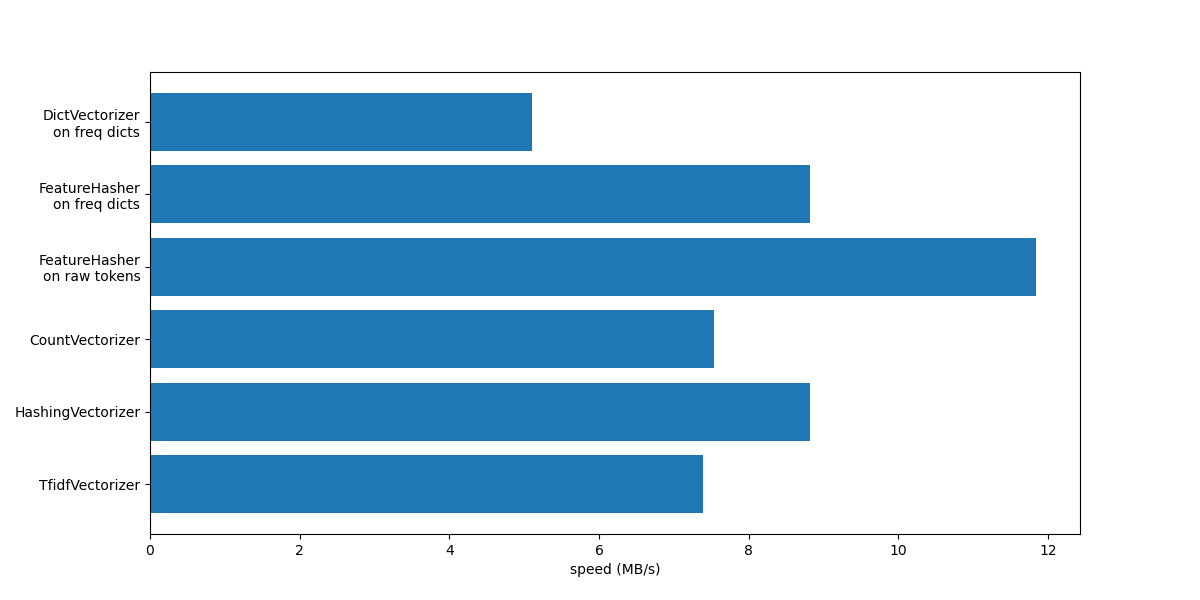 DictVectorizer
on freq dicts
FeatureHasher
on freq dicts
FeatureHasher
on raw tokens
CountVectorizer
HashingVectorizer
TfidfVectorizer
0 2 4 6 8 10 12
speed (MB/s)